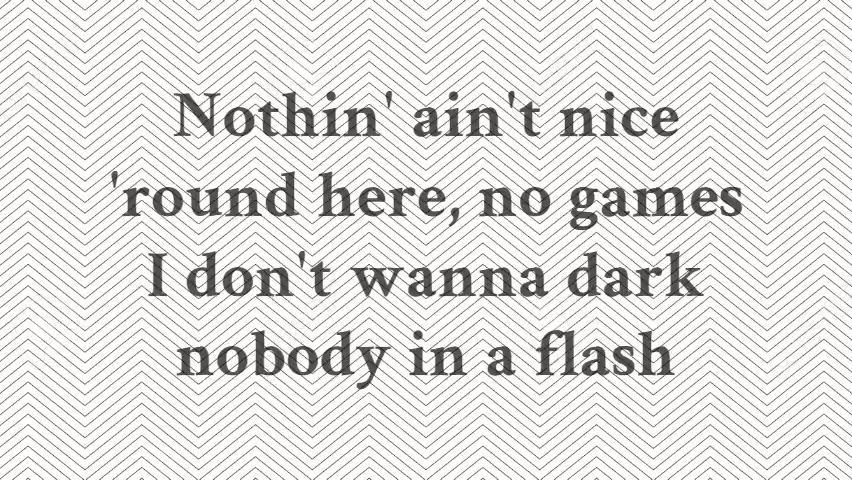 Nothin' ain't nice
'round here, no games
I don't wanna dark
nobody in a flash